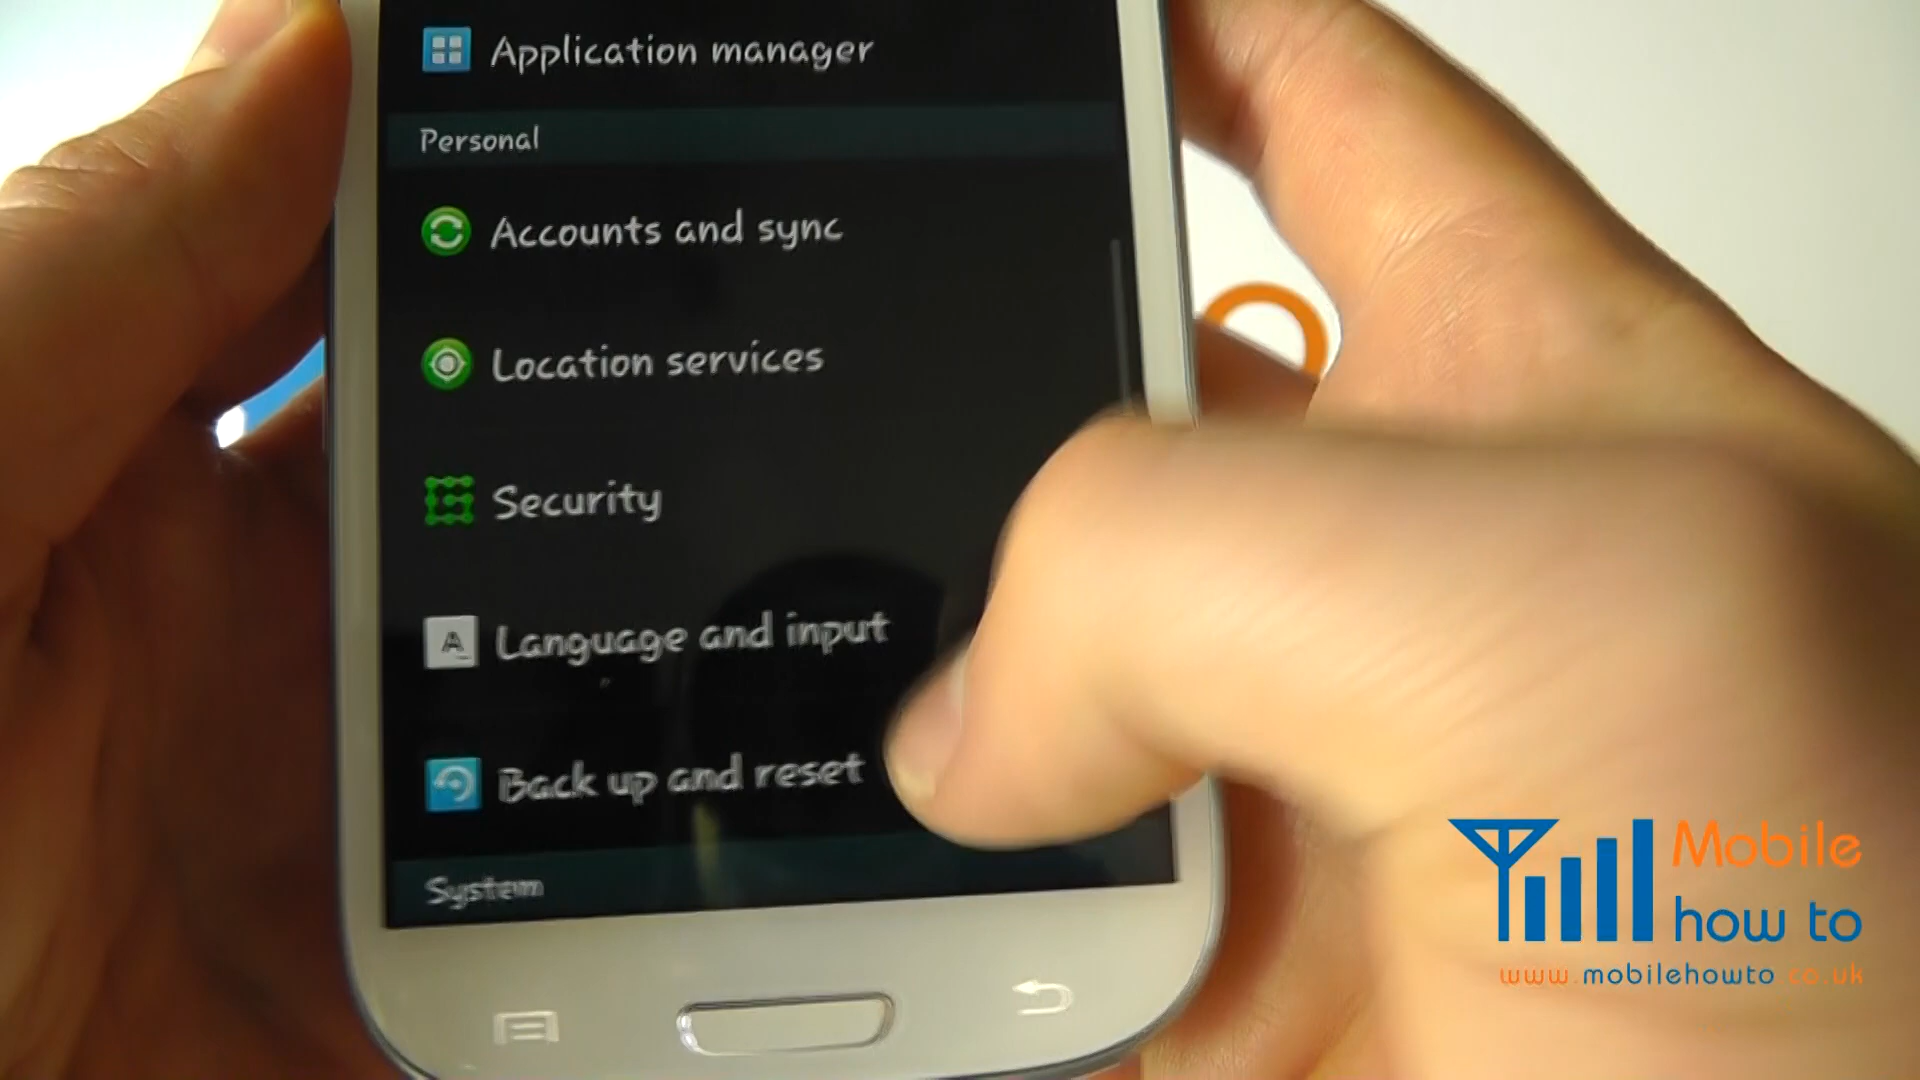 Application manager
Personal
Accounts and sync
Location services
Security
A
Language and input
Back up and reset
System
Mobile
how to
www.mobilehowto.co.uk